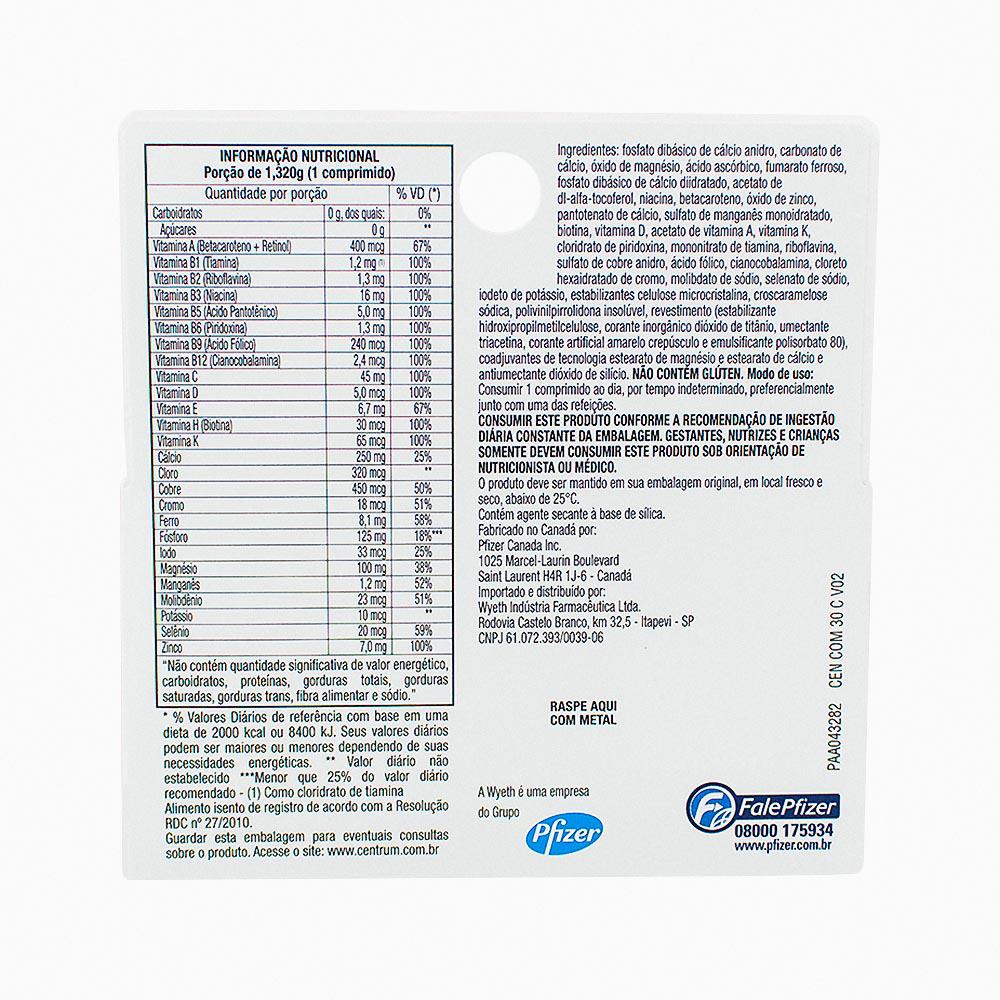 INFORMAÇÃO NUTRICIONAL
Porção de 1,320g (1 comprimido)
Quantidade por porção % VD (*)
Carboidratos 0 g, dos quais: 0%
Açúcares 0 g **
Vitamina A (Betacaroteno + Retinol) 400 mcg 67%
Vitamina B1 (Tiamina) 1,2 mg (1) 100%
Vitamina B2 (Riboflavina) 1,3 mg 100%
Vitamina B3 (Niacina) 16 mg 100%
Vitamina B5 (Ácido Pantotênico) 5,0 mg 100%
Vitamina B6 (Piridoxina) 1,3 mg 100%
Vitamina B9 (Ácido Fólico) 240 mcg 100%
Vitamina B12 (Cianocobalamina) 2,4 mcg 100%
Vitamina C 45 mg 100%
Vitamina D 5,0 mcg 100%
Vitamina E 6,7 mg 67%
Vitamina H (Biotina) 30 mcg 100%
Vitamina K 65 mcg 100%
Cálcio 250 mg 25%
Cloro 320 mcg **
Cobre 450 mcg 50%
Cromo 18 mcg 51%
Ferro 8,1 mg 58%
Fósforo 125 mg 18%***
Iodo 33 mcg 25%
Magnésio 100 mg 38%
Manganês 1,2 mg 52%
Molibdênio 23 mcg 51%
Potássio 10 mcg **
Selênio 20 mcg 59%
Zinco 7,0 mg 100%
"Não contém quantidade significativa de valor energético,
carboidratos, proteínas, gorduras totais, gorduras
saturadas, gorduras trans, fibra alimentar e sódio."
* % Valores Diários de referência com base em uma
dieta de 2000 kcal ou 8400 kJ. Seus valores diários
podem ser maiores ou menores dependendo de suas
necessidades energéticas. ** Valor diário não
estabelecido ***Menor que 25% do valor diário
recomendado - (1) Como cloridrato de tiamina
Alimento isento de registro de acordo com a Resolução
RDC nº 27/2010.
Guardar esta embalagem para eventuais consultas
sobre o produto. Acesse o site: www.centrum.com.br
Ingredientes: fosfato dibásico de cálcio anidro, carbonato de
cálcio, óxido de magnésio, ácido ascórbico, fumarato ferroso,
fosfato dibásico de cálcio diidratado, acetato de
dl-alfa-tocoferol, niacina, betacaroteno, óxido de zinco,
pantotenato de cálcio, sulfato de manganês monoidratado,
biotina, vitamina D, acetato de vitamina A, vitamina K,
cloridrato de piridoxina, mononitrato de tiamina, riboflavina,
sulfato de cobre anidro, ácido fólico, cianocobalamina, cloreto
hexaidratado de cromo, molibdato de sódio, selenato de sódio,
iodeto de potássio, estabilizantes celulose microcristalina, croscaramelose
sódica, polivinilpirrolidona insolúvel, revestimento (estabilizante
hidroxipropilmetilcelulose, corante inorgânico dióxido de titânio, umectante
triacetina, corante artificial amarelo crepúsculo e emulsificante polisorbato 80),
coadjuvantes de tecnologia estearato de magnésio e estearato de cálcio e
antiumectante dióxido de silício. NÃO CONTÉM GLÚTEN. Modo de uso:
Consumir 1 comprimido ao dia, por tempo indeterminado, preferencialmente
junto com uma das refeições.
CONSUMIR ESTE PRODUTO CONFORME A RECOMENDAÇÃO DE INGESTÃO
DIÁRIA CONSTANTE DA EMBALAGEM. GESTANTES, NUTRIZES E CRIANÇAS
SOMENTE DEVEM CONSUMIR ESTE PRODUTO SOB ORIENTAÇÃO DE
NUTRICIONISTA OU MÉDICO.
O produto deve ser mantido em sua embalagem original, em local fresco e
seco, abaixo de 25°C.
Contém agente secante à base de sílica.
Fabricado no Canadá por:
Pfizer Canada Inc.
1025 Marcel-Laurin Boulevard
Saint Laurent H4R 1J-6 - Canadá
Importado e distribuído por:
Wyeth Indústria Farmacêutica Ltda.
Rodovia Castelo Branco, km 32,5 - Itapevi - SP
CNPJ 61.072.393/0039-06
RASPE AQUI
COM METAL
A Wyeth é uma empresa
do Grupo
Pfizer
FalePfizer
08000 175934
www.pfizer.com.br
PAA043282 CEN COM 30 C V02